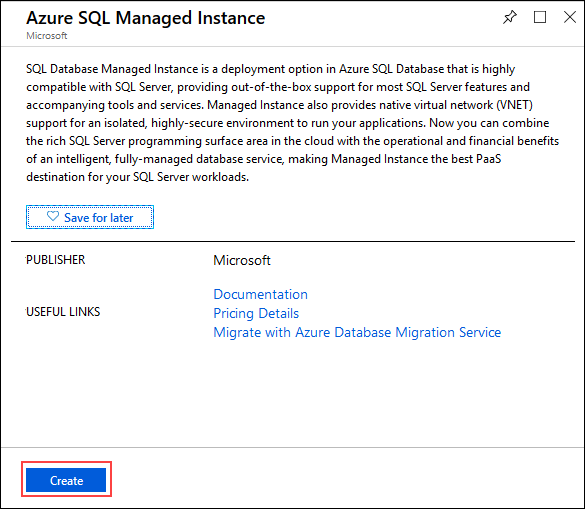 Azure SQL Managed Instance
Microsoft
SQL Database Managed Instance is a deployment option in Azure SQL Database that is highly
compatible with SQL Server, providing out-of-the-box support for most SQL Server features and
accompanying tools and services. Managed Instance also provides native virtual network (VNET)
support for an isolated, highly-secure environment to run your applications. Now you can combine
the rich SQL Server programming surface area in the cloud with the operational and financial benefits
of an intelligent, fully-managed database service, making Managed Instance the best PaaS
destination for your SQL Server workloads.
Save for later
PUBLISHER Microsoft
Documentation
USEFUL LINKS Pricing Details
Migrate with Azure Database Migration Service
Create